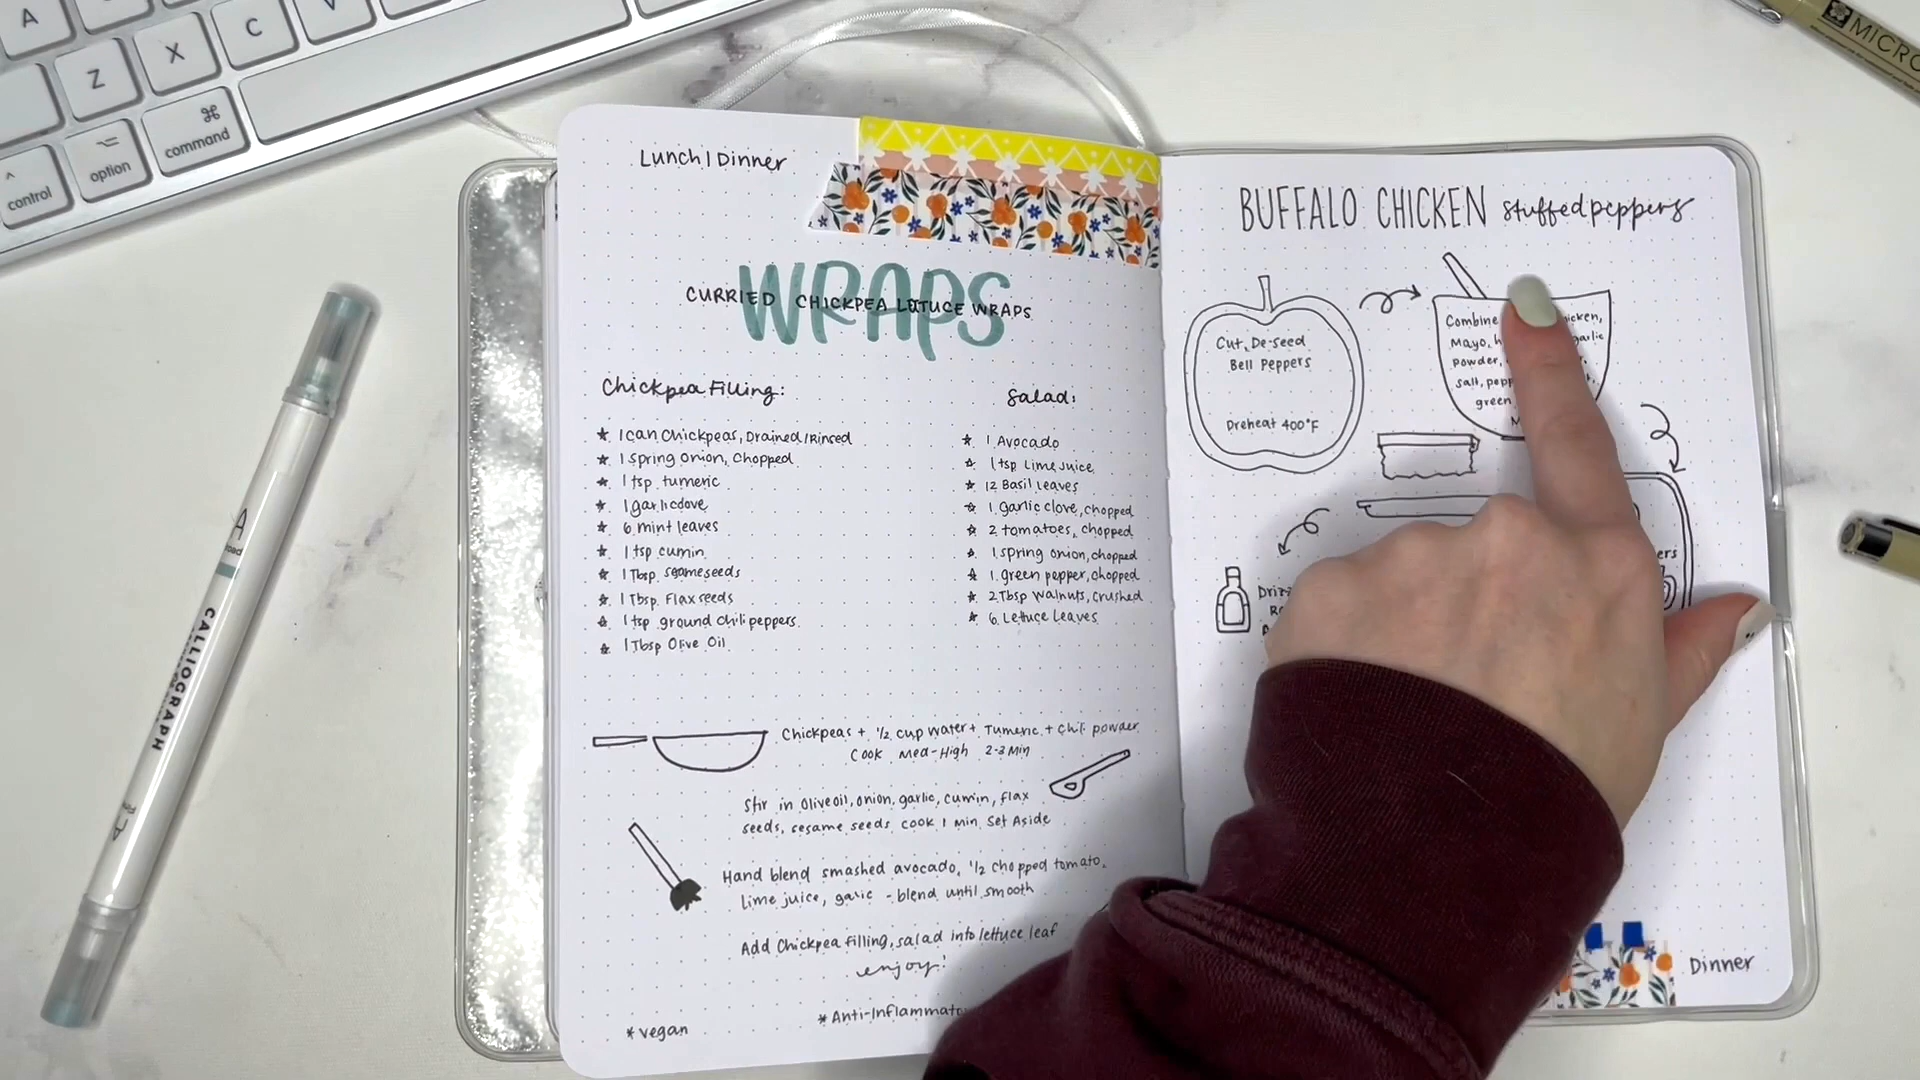 A
Z
X
C
V
control
option
command
MICRO
CALLIOGRAPH
Lunch | Dinner
WRAPS
CURRIED CHICKPEA LETTUCE WRAPS
Chickpea Filling:
1 can Chickpeas, Drained/Rinsed
1 spring onion, chopped
1 tsp tumeric
1 garlic clove
6 mint leaves
1 tsp cumin
1 Tbsp sesame seeds
1 Tbsp Flax seeds
1 tsp ground chili peppers
1 Tbsp Olive Oil
Salad:
1 Avocado
1 tsp Lime Juice
12 Basil leaves
1 garlic clove, chopped
2 tomatoes, chopped
1 spring onion, chopped
1 green pepper, chopped
2 Tbsp walnuts, crushed
6 Lettuce Leaves
Chickpeas + 1/2 cup water + Tumeric + chili powder
Cook Med-High 2-3 Min
Stir in Olive oil, onion, garlic, cumin, flax
seeds, sesame seeds cook 1 min Set Aside
Hand blend smashed avocado, 1/2 chopped tomato,
Lime juice, garlic - blend until smooth
Add Chickpea Filling, salad into lettuce leaf
enjoy!
*vegan
*Anti-Inflammato
BUFFALO CHICKEN stuffed peppers
Cut, De-seed
Bell Peppers
Preheat 400°F
Combine
Mayo,
garlic
powder,
salt,
green
Dinner